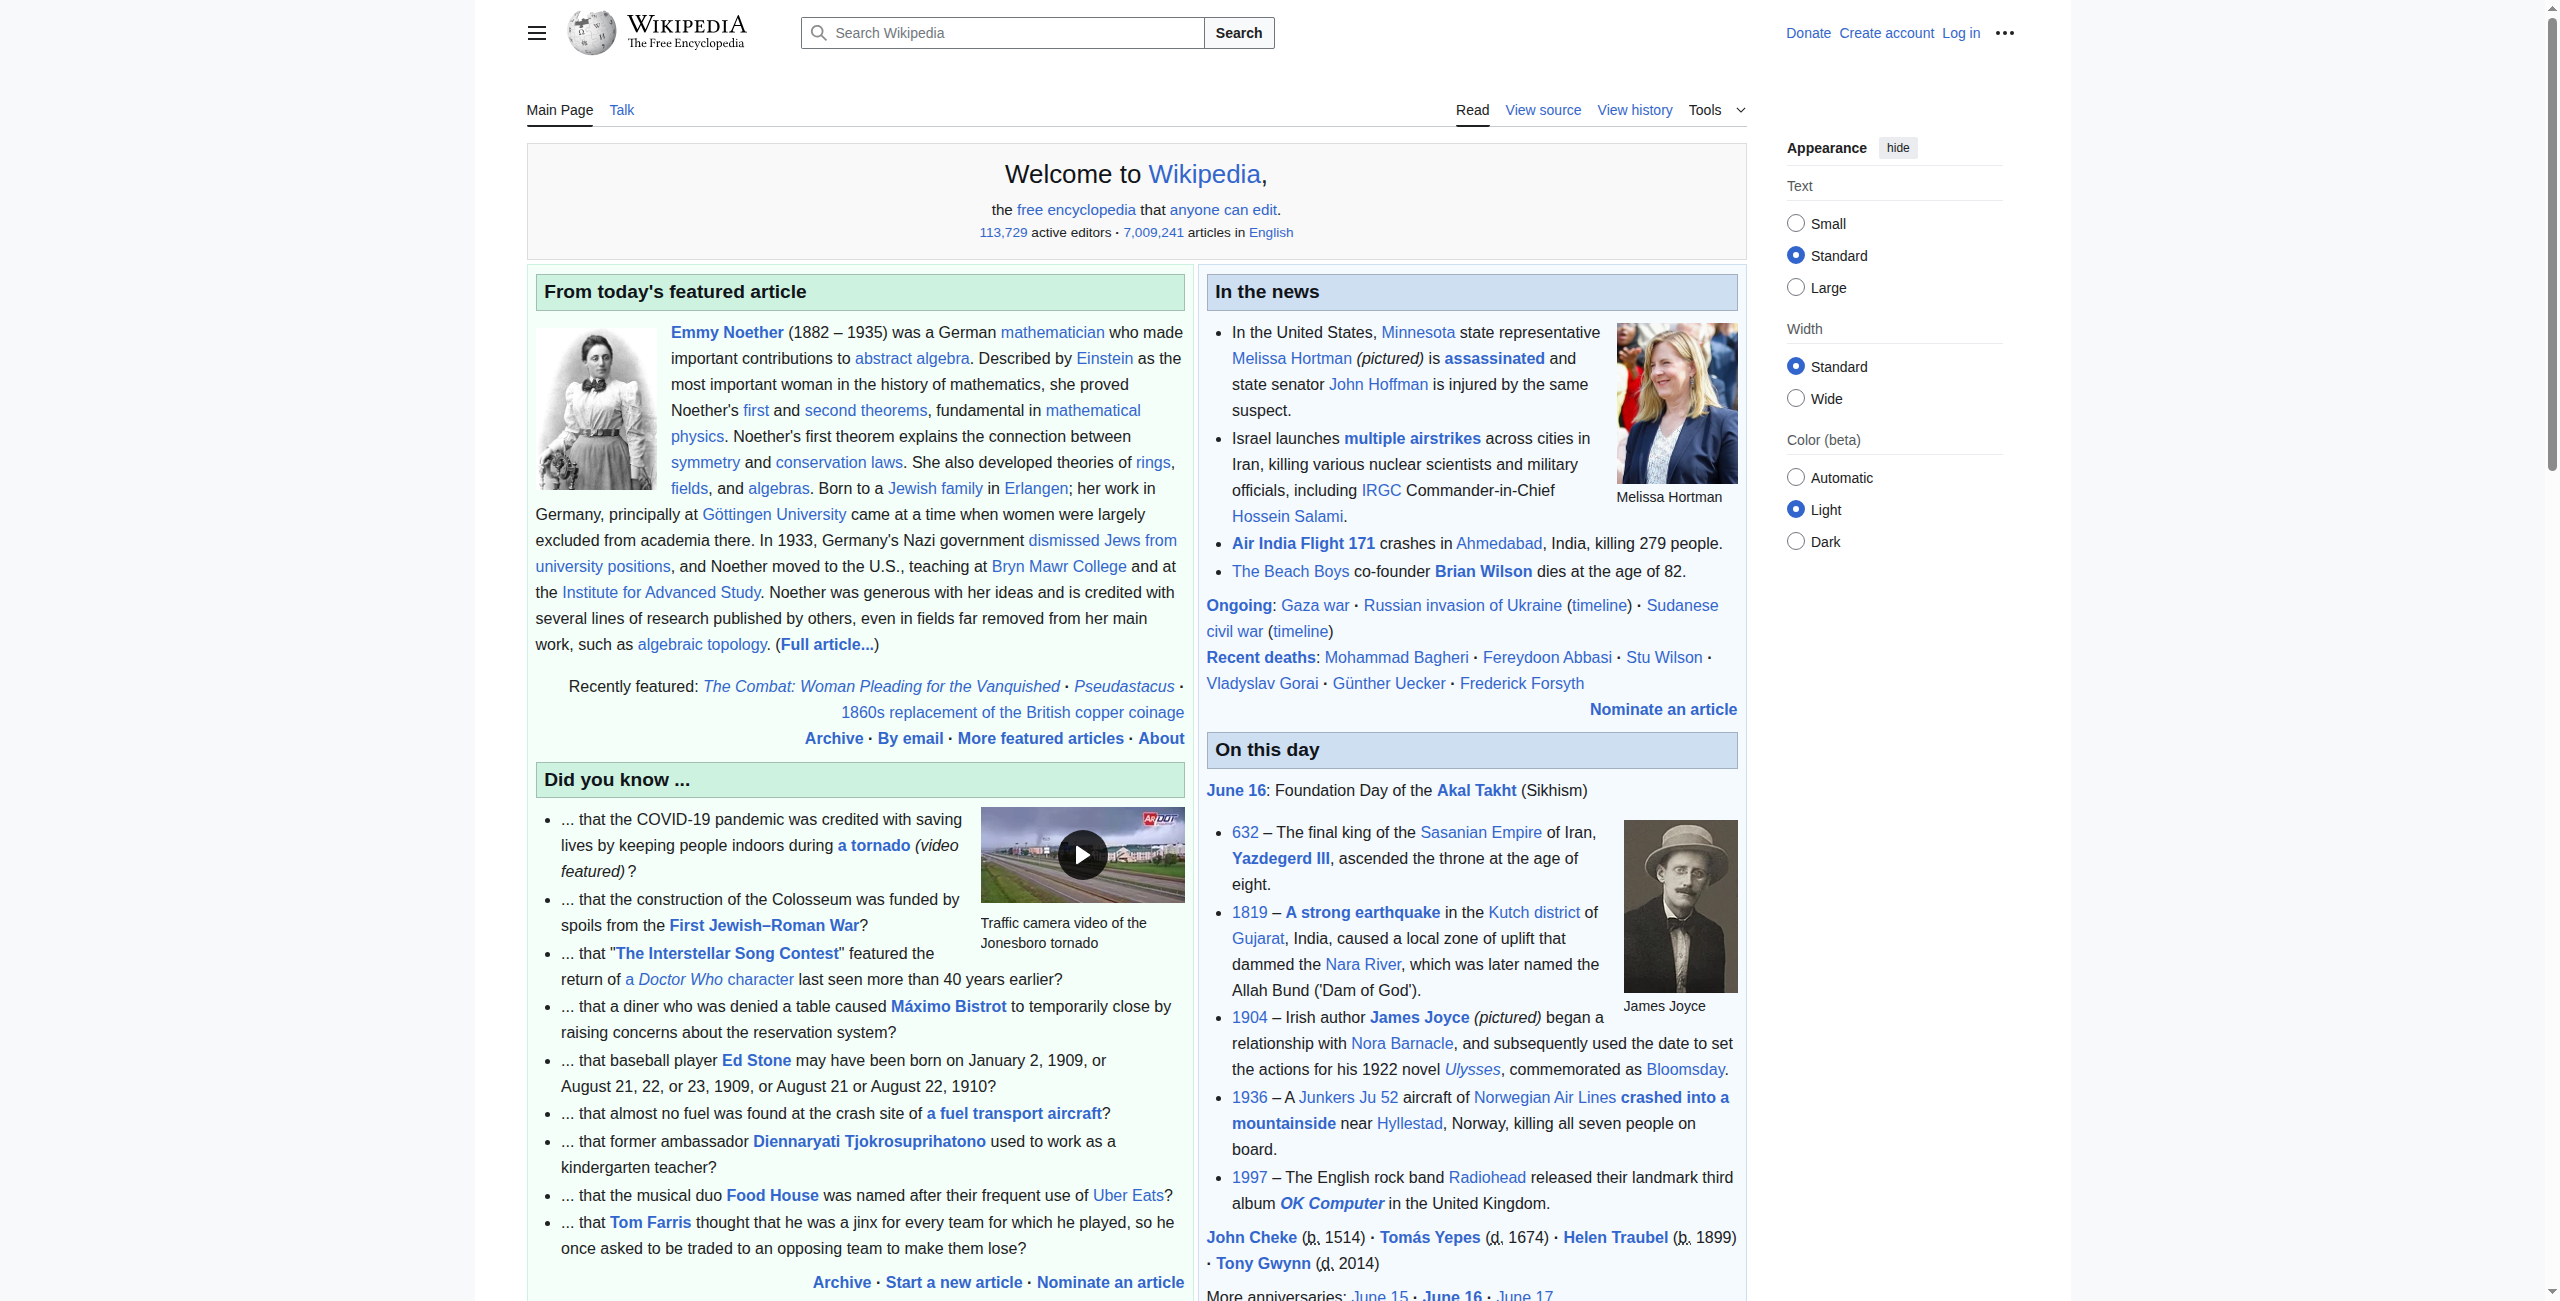 WIKIPEDIA
The Free Encyclopedia
Search Wikipedia
Search
Donate Create account Log in
Main Page Talk
Read View source View history Tools
Welcome to Wikipedia,
the free encyclopedia that anyone can edit.
113,729 active editors · 7,009,241 articles in English
From today's featured article
Emmy Noether (1882 – 1935) was a German mathematician who made
important contributions to abstract algebra. Described by Einstein as the
most important woman in the history of mathematics, she proved
Noether's first and second theorems, fundamental in mathematical
physics. Noether's first theorem explains the connection between
symmetry and conservation laws. She also developed theories of rings,
fields, and algebras. Born to a Jewish family in Erlangen; her work in
Germany, principally at Göttingen University came at a time when women were largely
excluded from academia there. In 1933, Germany's Nazi government dismissed Jews from
university positions, and Noether moved to the U.S., teaching at Bryn Mawr College and at
the Institute for Advanced Study. Noether was generous with her ideas and is credited with
several lines of research published by others, even in fields far removed from her main
work, such as algebraic topology. (Full article...)
Recently featured: The Combat: Woman Pleading for the Vanquished · Pseudastacus ·
1860s replacement of the British copper coinage
Archive · By email · More featured articles · About
Did you know ...
... that the COVID-19 pandemic was credited with saving
lives by keeping people indoors during a tornado (video
featured)?
... that the construction of the Colosseum was funded by
spoils from the First Jewish–Roman War?
... that "The Interstellar Song Contest" featured the
return of a Doctor Who character last seen more than 40 years earlier?
... that a diner who was denied a table caused Máximo Bistrot to temporarily close by
raising concerns about the reservation system?
... that baseball player Ed Stone may have been born on January 2, 1909, or
August 21, 22, or 23, 1909, or August 21 or August 22, 1910?
... that almost no fuel was found at the crash site of a fuel transport aircraft?
... that former ambassador Diennaryati Tjokrosuprihatono used to work as a
kindergarten teacher?
... that the musical duo Food House was named after their frequent use of Uber Eats?
... that Tom Farris thought that he was a jinx for every team for which he played, so he
once asked to be traded to an opposing team to make them lose?
ARDOT
Traffic camera video of the
Jonesboro tornado
Archive · Start a new article · Nominate an article
In the news
In the United States, Minnesota state representative
Melissa Hortman (pictured) is assassinated and
state senator John Hoffman is injured by the same
suspect.
Israel launches multiple airstrikes across cities in
Iran, killing various nuclear scientists and military
officials, including IRGC Commander-in-Chief
Hossein Salami.
Melissa Hortman
Air India Flight 171 crashes in Ahmedabad, India, killing 279 people.
The Beach Boys co-founder Brian Wilson dies at the age of 82.
Ongoing: Gaza war · Russian invasion of Ukraine (timeline) · Sudanese
civil war (timeline)
Recent deaths: Mohammad Bagheri · Fereydoon Abbasi · Stu Wilson ·
Vladyslav Gorai · Günther Uecker · Frederick Forsyth
Nominate an article
On this day
June 16: Foundation Day of the Akal Takht (Sikhism)
632 – The final king of the Sasanian Empire of Iran,
Yazdegerd III, ascended the throne at the age of
eight.
1819 – A strong earthquake in the Kutch district of
Gujarat, India, caused a local zone of uplift that
dammed the Nara River, which was later named the
Allah Bund ('Dam of God').
James Joyce
1904 – Irish author James Joyce (pictured) began a
relationship with Nora Barnacle, and subsequently used the date to set
the actions for his 1922 novel Ulysses, commemorated as Bloomsday.
1936 – A Junkers Ju 52 aircraft of Norwegian Air Lines crashed into a
mountainside near Hyllestad, Norway, killing all seven people on
board.
1997 – The English rock band Radiohead released their landmark third
album OK Computer in the United Kingdom.
John Cheke (b. 1514) · Tomás Yepes (d. 1674) · Helen Traubel (b. 1899)
· Tony Gwynn (d. 2014)
More anniversaries: June 15 · June 16 · June 17
Appearance hide
Text
Small
Standard
Large
Width
Standard
Wide
Color (beta)
Automatic
Light
Dark